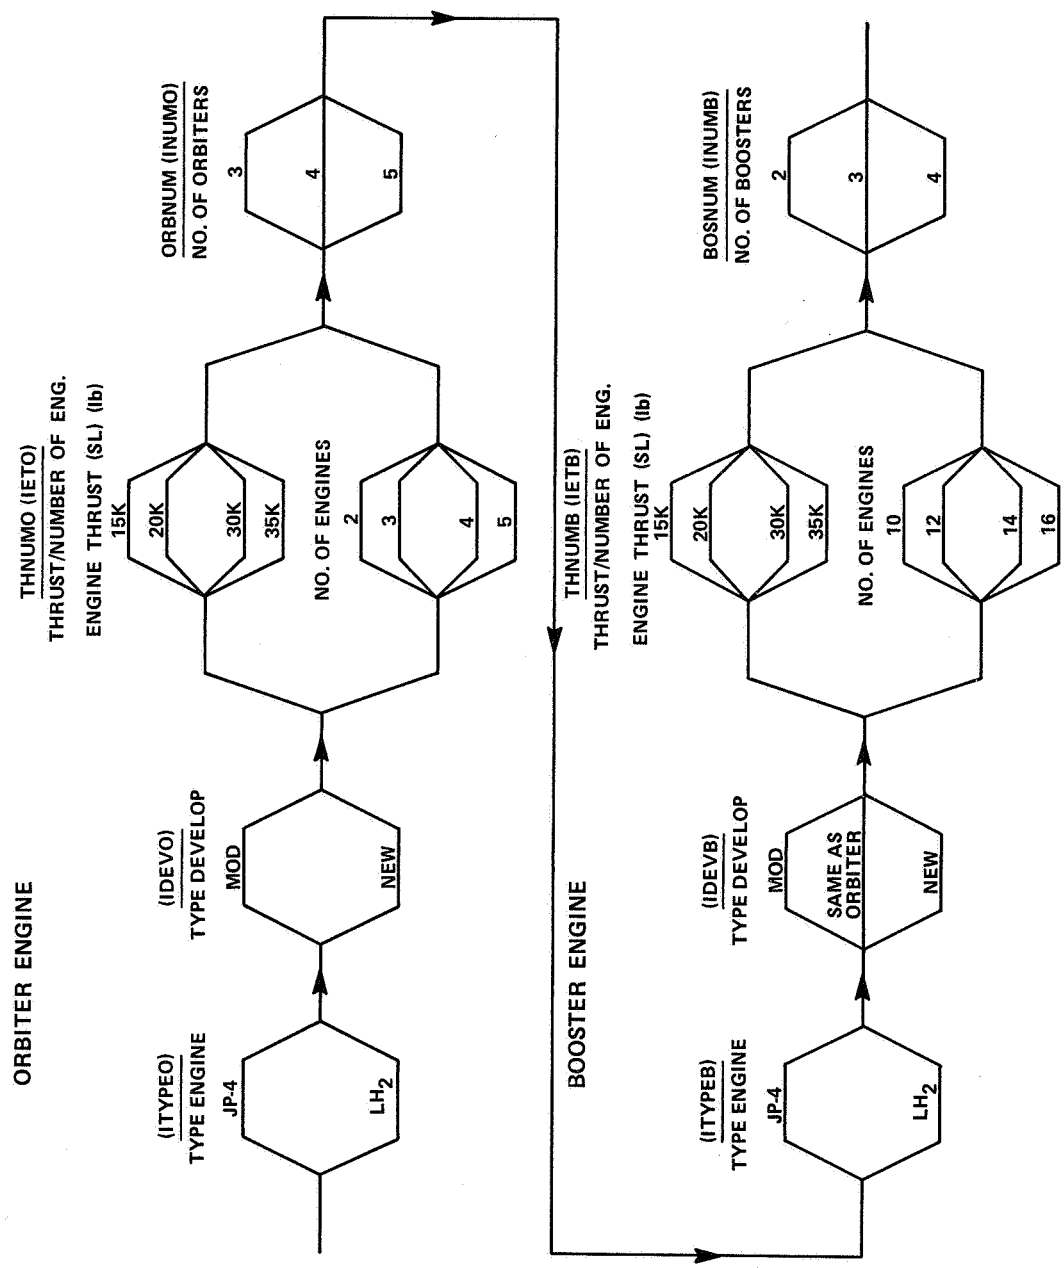 ORBITER ENGINE
(ITYPEO)
TYPE ENGINE
JP-4
LH2
(IDEVO)
TYPE DEVELOP
MOD
NEW
THNUMO (IETO)
THRUST/NUMBER OF ENG.
ENGINE THRUST (SL) (lb)
15K
20K
30K
35K
NO. OF ENGINES
2
3
4
5
ORBNUM (INUMO)
NO. OF ORBITERS
3
4
5
BOOSTER ENGINE
(ITYPEB)
TYPE ENGINE
JP-4
LH2
(IDEVB)
TYPE DEVELOP
MOD
SAME AS
ORBITER
NEW
THNUMB (IETB)
THRUST/NUMBER OF ENG.
ENGINE THRUST (SL) (lb)
15K
20K
30K
35K
NO. OF ENGINES
10
12
14
16
BOSNUM (INUMB)
NO. OF BOOSTERS
2
3
4